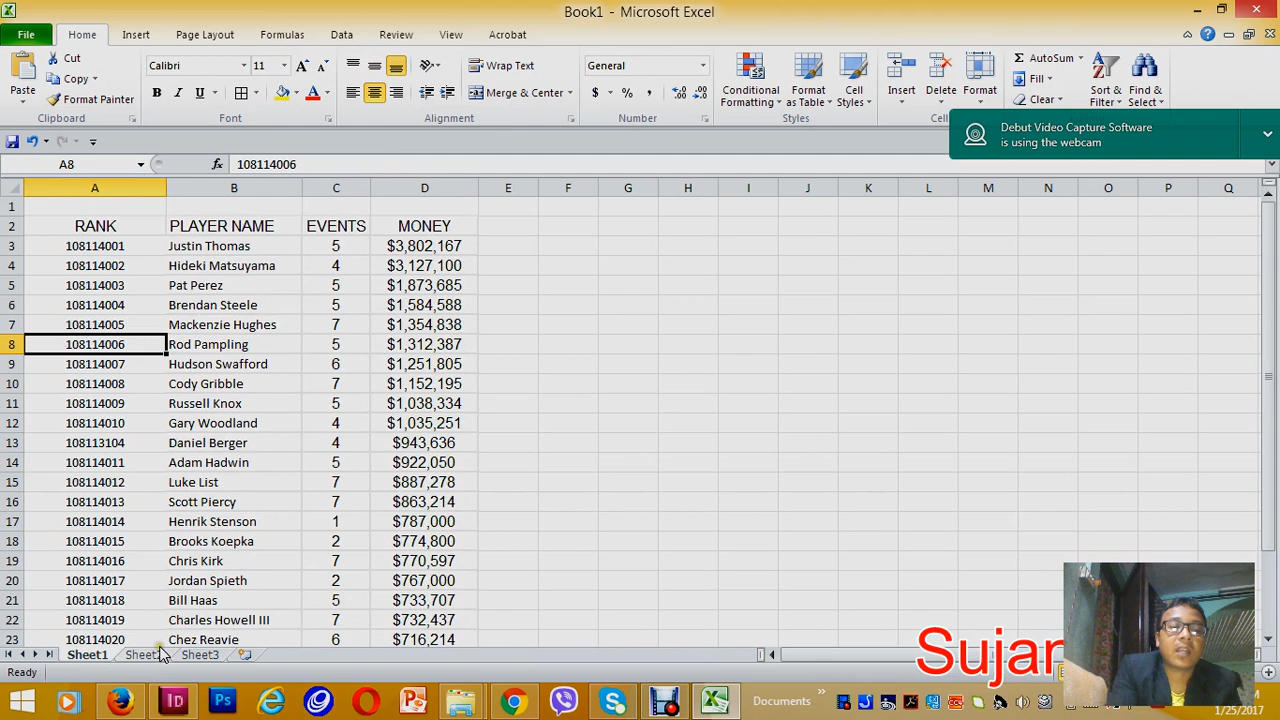 Book1 - Microsoft Excel
File Home Insert Page Layout Formulas Data Review View Acrobat
Paste Cut Copy Format Painter
Clipboard
Calibri 11 A A
B I U A
Font
Wrap Text
Merge & Center
Alignment
General
$ % ,
Number
Conditional Formatting Format as Table Cell Styles
Styles
Insert Delete Format
Cel
AutoSum
Fill
Clear
Sort & Filter Find & Select
Debut Video Capture Software
is using the webcam
A8 fx 108114006
A B C D E F G H I J K L M N O P Q
1
2 RANK PLAYER NAME EVENTS MONEY
3 108114001 Justin Thomas 5 $3,802,167
4 108114002 Hideki Matsuyama 4 $3,127,100
5 108114003 Pat Perez 5 $1,873,685
6 108114004 Brendan Steele 5 $1,584,588
7 108114005 Mackenzie Hughes 7 $1,354,838
8 108114006 Rod Pampling 5 $1,312,387
9 108114007 Hudson Swafford 6 $1,251,805
10 108114008 Cody Gribble 7 $1,152,195
11 108114009 Russell Knox 5 $1,038,334
12 108114010 Gary Woodland 4 $1,035,251
13 108113104 Daniel Berger 4 $943,636
14 108114011 Adam Hadwin 5 $922,050
15 108114012 Luke List 7 $887,278
16 108114013 Scott Piercy 7 $863,214
17 108114014 Henrik Stenson 1 $787,000
18 108114015 Brooks Koepka 2 $774,800
19 108114016 Chris Kirk 7 $770,597
20 108114017 Jordan Spieth 2 $767,000
21 108114018 Bill Haas 5 $733,707
22 108114019 Charles Howell III 7 $732,437
23 108114020 Chez Reavie 6 $716,214
Sheet1 Sheet Sheet3
Sujan
Ready
Id Ps P S X Documents
1/25/2017